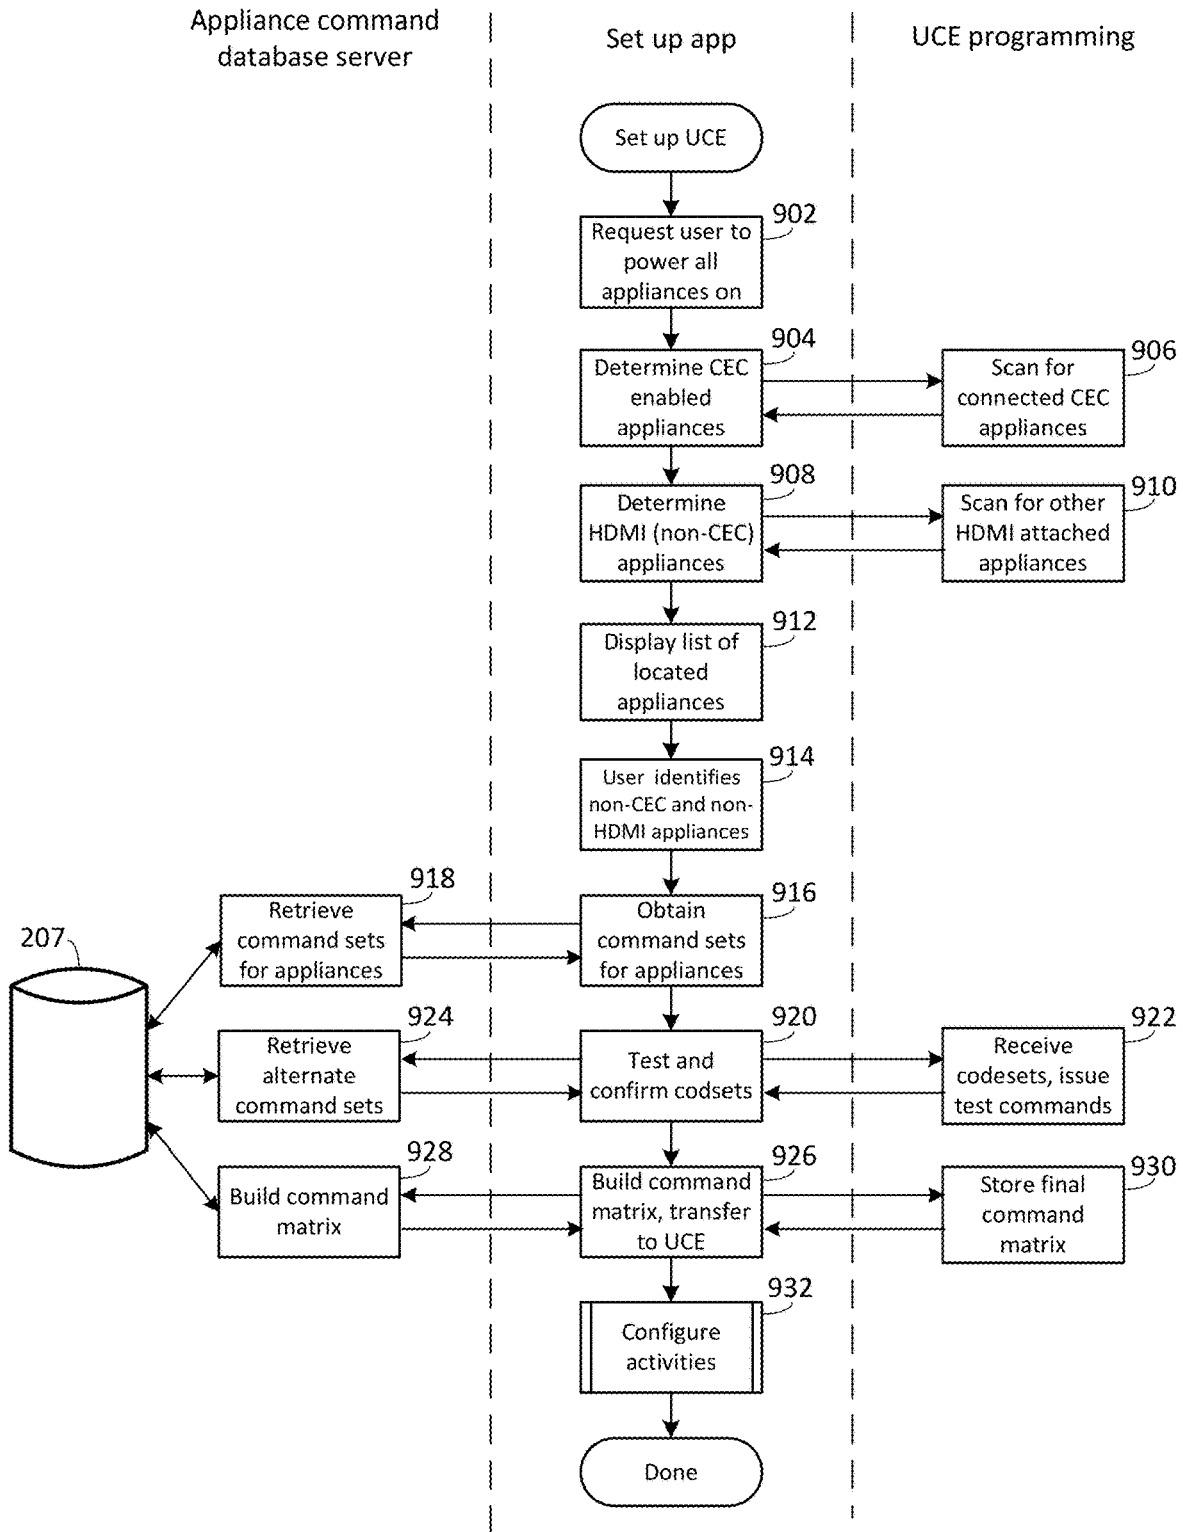 Appliance command
database server
Set up app
UCE programming
Set up UCE
902
Request user to
power all
appliances on
904
Determine CEC
enabled
appliances
906
Scan for
connected CEC
appliances
908
Determine
HDMI (non-CEC)
appliances
910
Scan for other
HDMI attached
appliances
912
Display list of
located
appliances
914
User identifies
non-CEC and non-
HDMI appliances
918
Retrieve
command sets
for appliances
916
Obtain
command sets
for appliances
207
924
Retrieve
alternate
command sets
920
Test and
confirm codsets
922
Receive
codesets, issue
test commands
928
Build command
matrix
926
Build command
matrix, transfer
to UCE
930
Store final
command
matrix
932
Configure
activities
Done